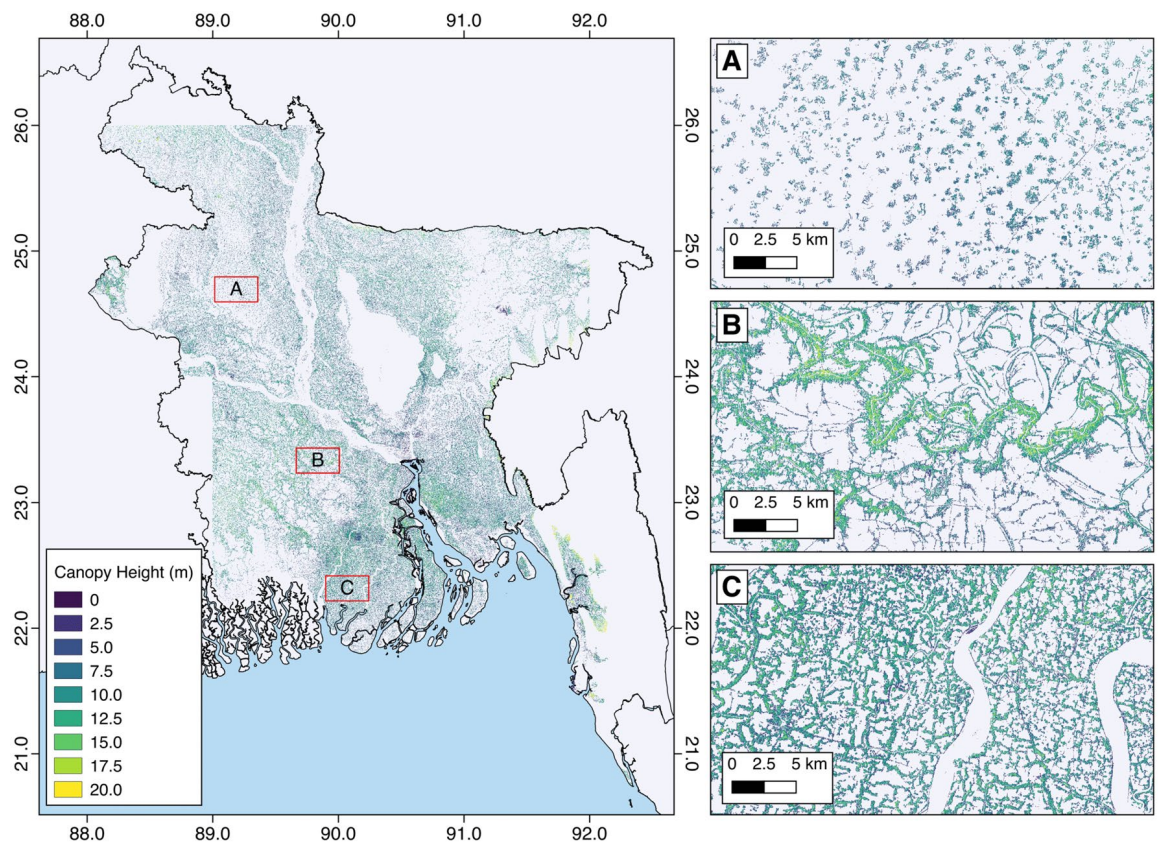 88.0 89.0 90.0 91.0 92.0
26.0 26.0
25.0 25.0
24.0 24.0
23.0 23.0
22.0 22.0
21.0 21.0
A
B
C
Canopy Height (m)
0
2.5
5.0
7.5
10.0
12.5
15.0
17.5
20.0
88.0 89.0 90.0 91.0 92.0
A
0 2.5 5 km
B
0 2.5 5 km
C
0 2.5 5 km